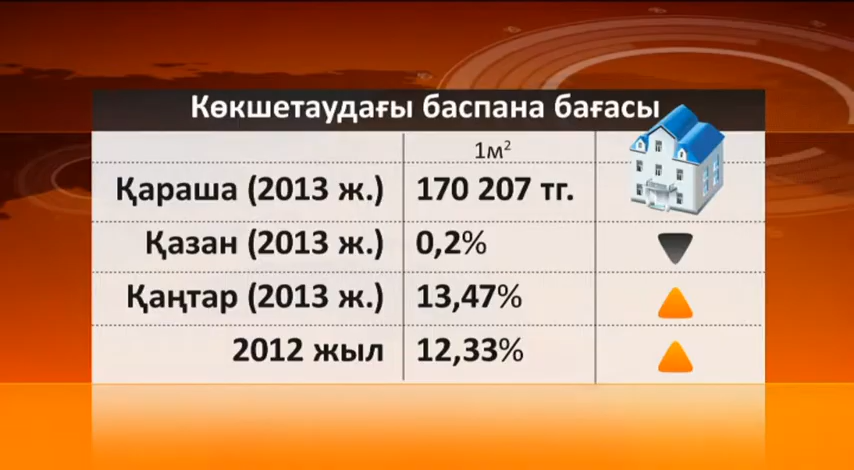 Көкшетаудағы баспана бағасы
1м²
Қараша (2013 ж.) 170 207 тг.
Қазан (2013 ж.) 0,2%
Қаңтар (2013 ж.) 13,47%
2012 жыл 12,33%